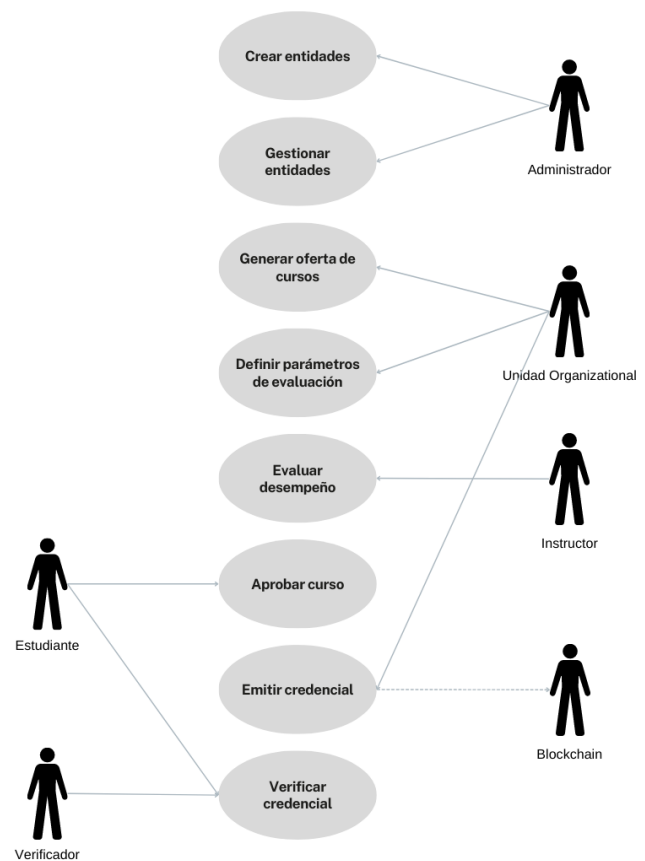 Crear entidades
Administrador
Gestionar
entidades
Generar oferta de
cursos
Unidad Organizational
Definir parámetros
de evaluación
Evaluar
desempeño
Instructor
Aprobar curso
Estudiante
Emitir credencial
Blockchain
Verificar
credencial
Verificador